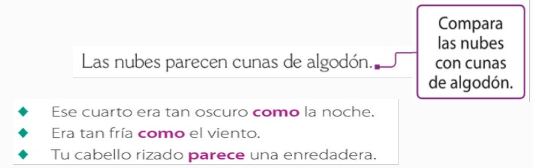 Las nubes parecen cunas de algodón.
Compara
las nubes
con cunas
de algodón.
Ese cuarto era tan oscuro como la noche.
Era tan fría como el viento.
Tu cabello rizado parece una enredadera.